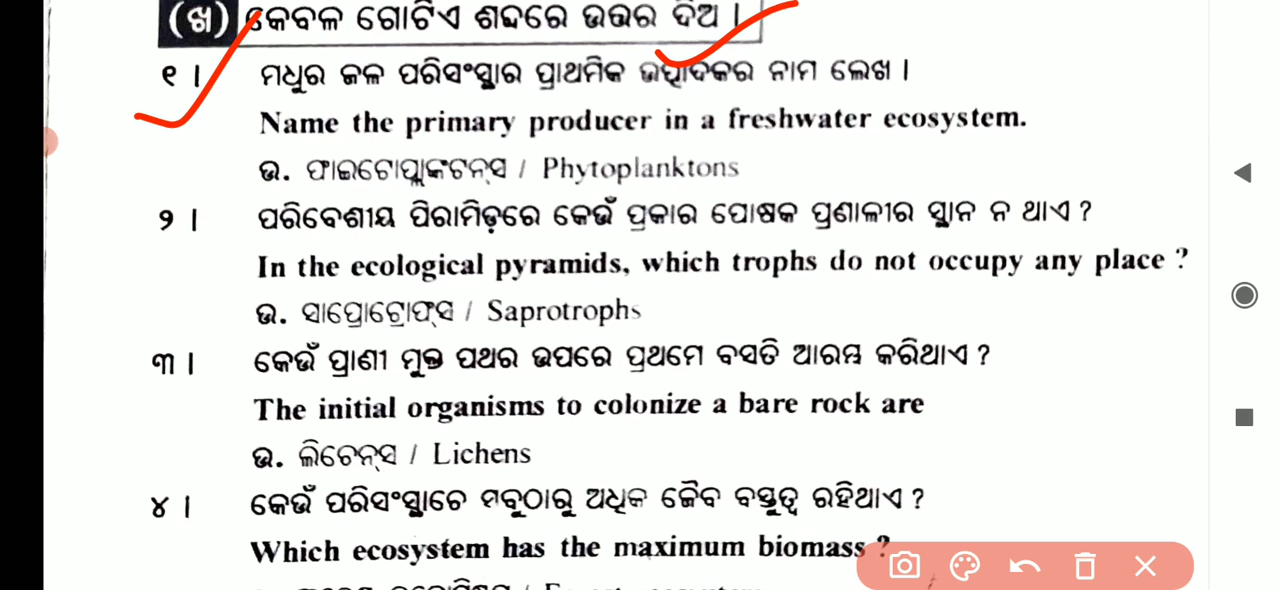 (ଖ) କେବଳ ଗୋଟିଏ ଶବ୍ଦରେ ଉତ୍ତର ଦିଅ ।
୧ । ମଧୁର ଜଳ ପରିସଂସ୍ଥାର ପ୍ରାଥମିକ ଉତ୍ପାଦକର ନାମ ଲେଖ ।
Name the primary producer in a freshwater ecosystem.
ଉ. ଫାଇଟୋପ୍ଲାଙ୍କଟନ୍ସ / Phytoplanktons
୨ । ପରିବେଶୀୟ ପିରାମିଡ଼ରେ କେଉଁ ପ୍ରକାର ପୋଷକ ପ୍ରଣାଳୀର ସ୍ଥାନ ନ ଥାଏ ?
In the ecological pyramids, which trophs do not occupy any place ?
ଉ. ସାପ୍ରୋଟ୍ରୋଫ୍ସ / Saprotrophs
୩ । କେଉଁ ପ୍ରାଣୀ ମୁକ୍ତ ପଥର ଉପରେ ପ୍ରଥମେ ବସତି ଆରମ୍ଭ କରିଥାଏ ?
The initial organisms to colonize a bare rock are
ଉ. ଲିଚେନ୍ସ / Lichens
୪ । କେଉଁ ପରିସଂସ୍ଥାଟେ ସବୁଠାରୁ ଅଧିକ ଜୈବ ବସ୍ତୁତ୍ୱ ରହିଥାଏ ?
Which ecosystem has the maximum biomass ?